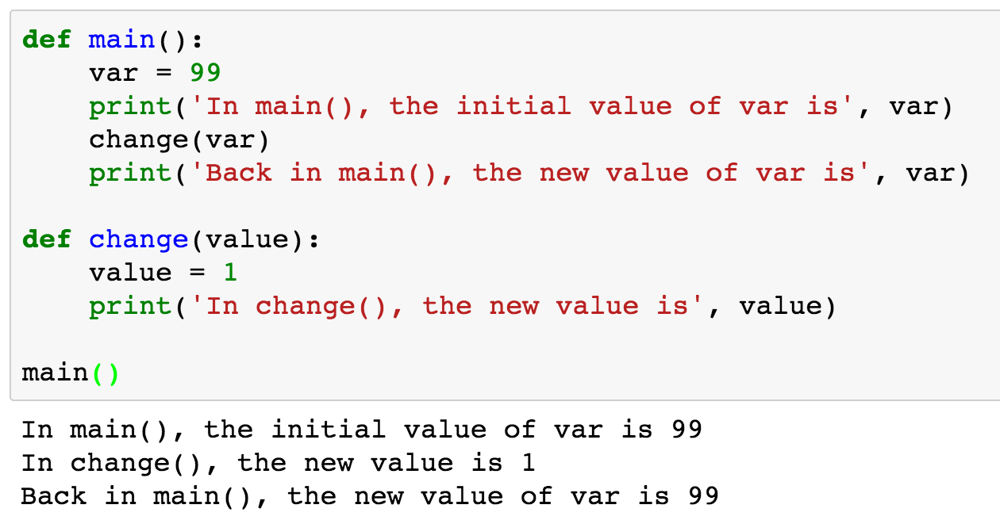 def main():
    var = 99
    print('In main(), the initial value of var is', var)
    change(var)
    print('Back in main(), the new value of var is', var)

def change(value):
    value = 1
    print('In change(), the new value is', value)

main()
In main(), the initial value of var is 99
In change(), the new value is 1
Back in main(), the new value of var is 99